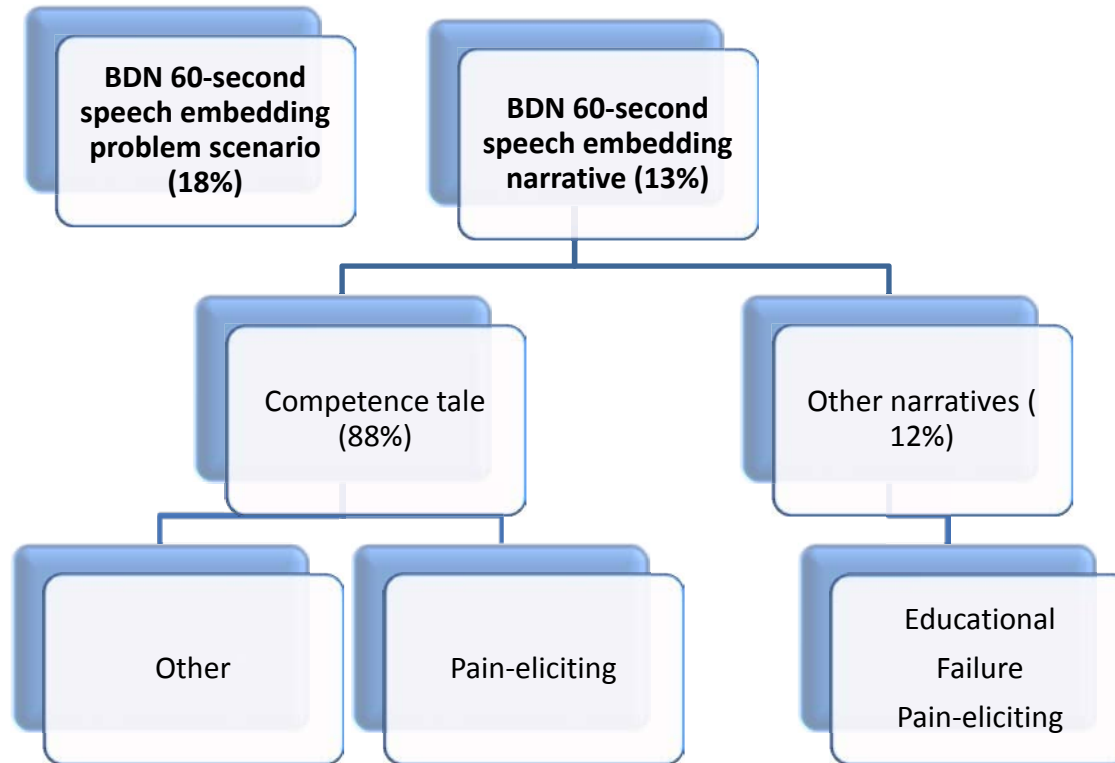 BDN 60-second
speech embedding
problem scenario
(18%)
BDN 60-second
speech embedding
narrative (13%)
Competence tale
(88%)
Other narratives (
12%)
Other
Pain-eliciting
Educational
Failure
Pain-eliciting